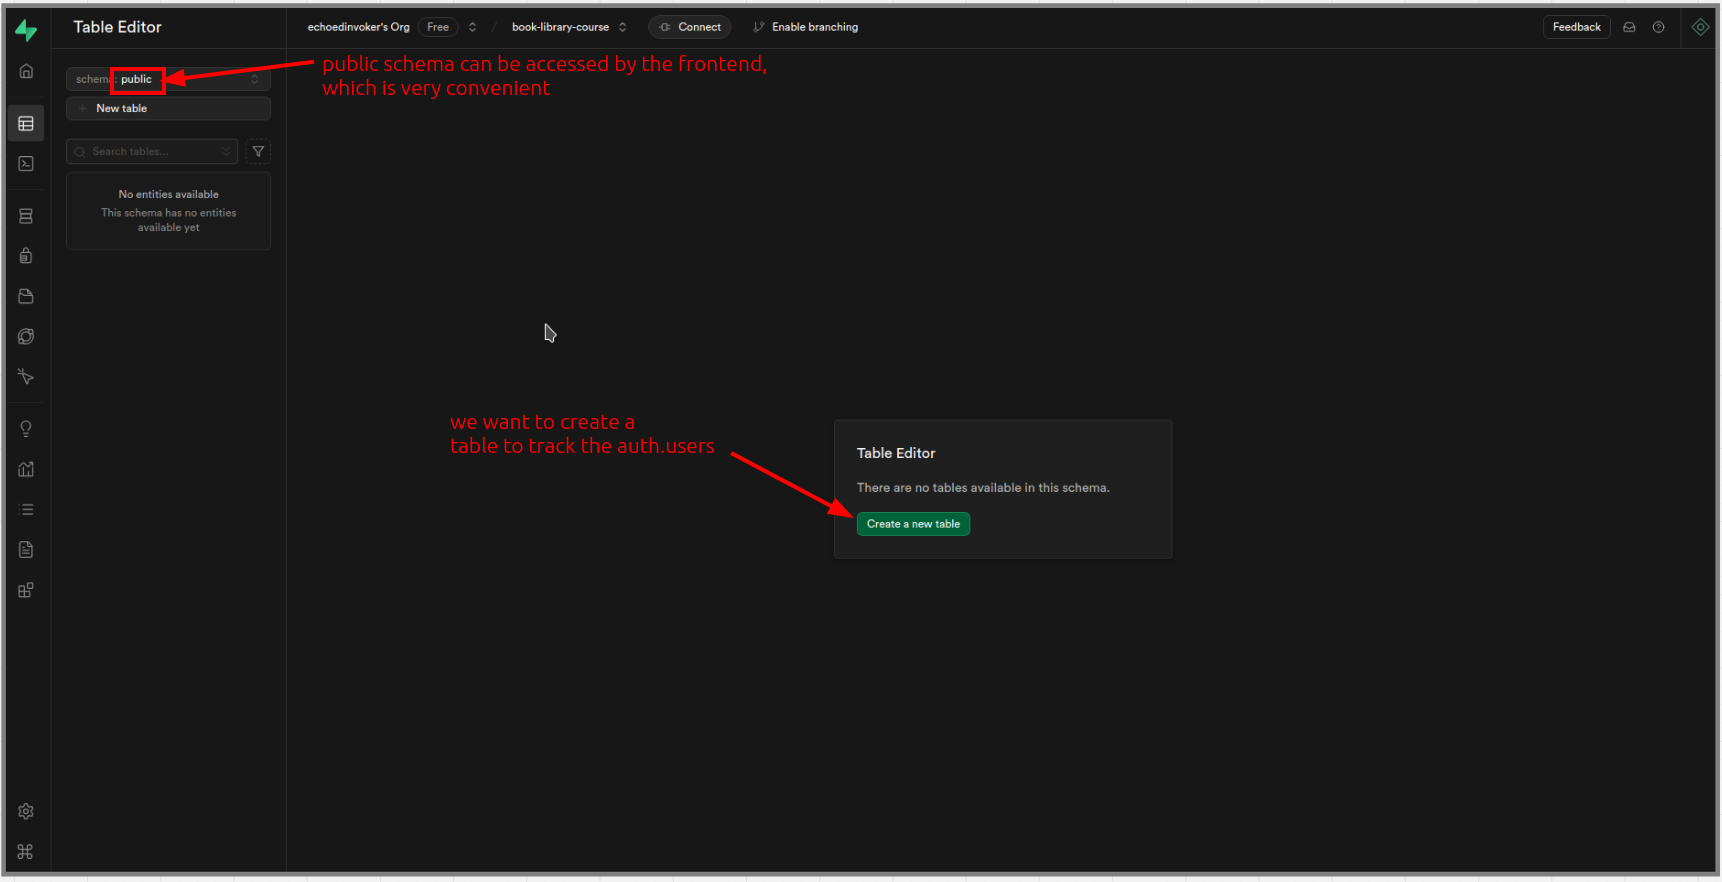 Table Editor
echoedinvoker's Org
Free
/
book-library-course
Connect
Enable branching
Feedback
schema: public
public schema can be accessed by the frontend,
which is very convenient
New table
Search tables...
No entities available
This schema has no entities
available yet
we want to create a
table to track the auth.users
Table Editor
There are no tables available in this schema.
Create a new table